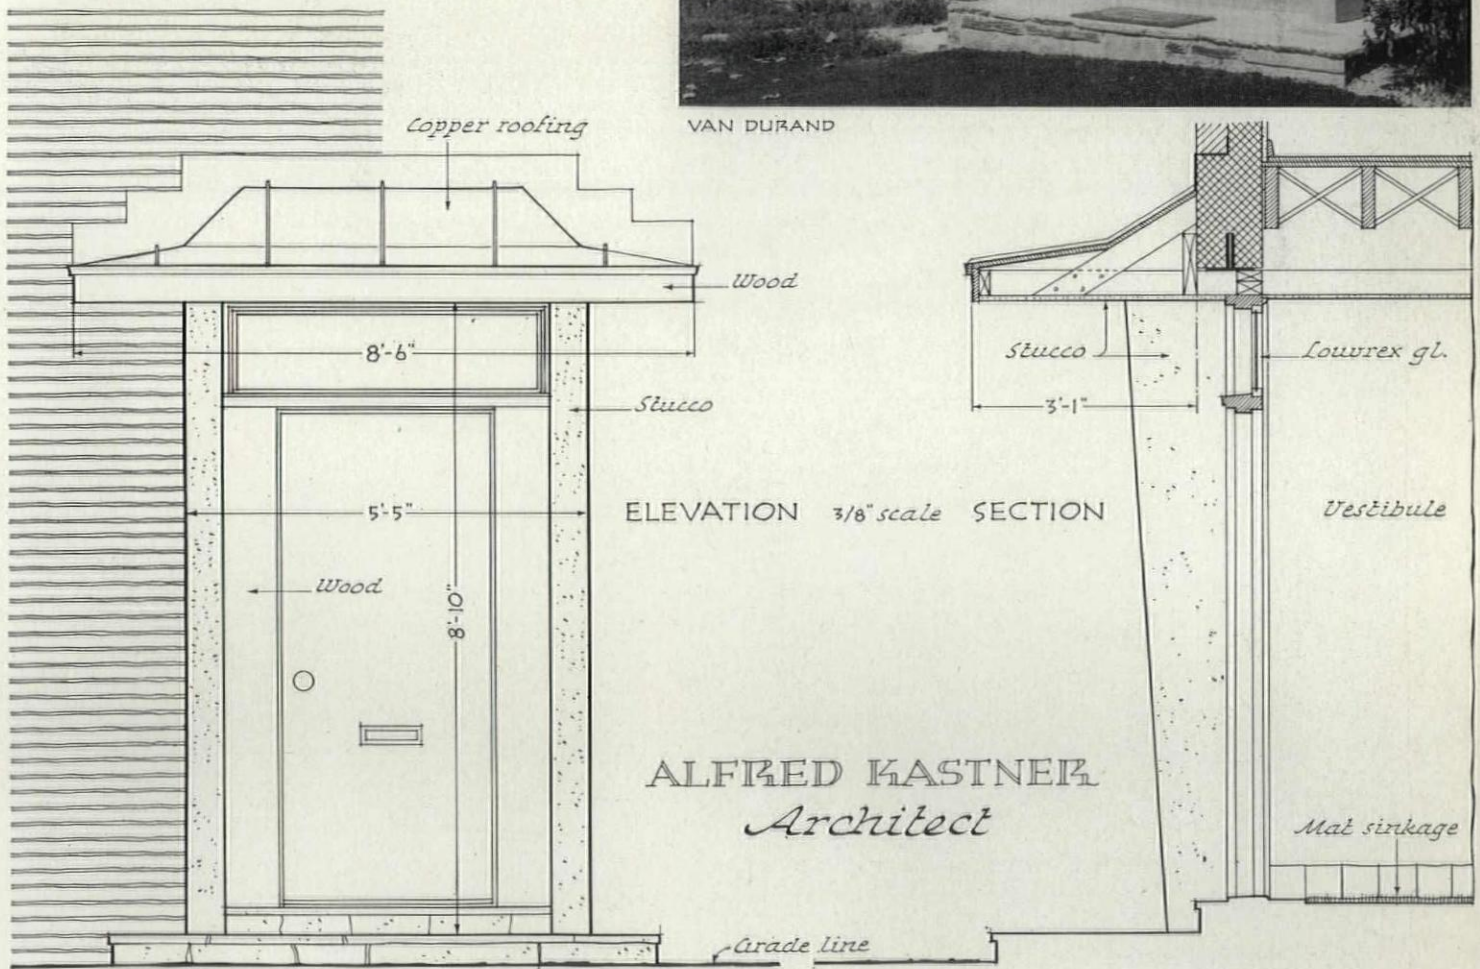 Copper roofing
VAN DURAND
Wood
8'-6"
Stucco
Louvrex gl.
3'-1"
Stucco
5'-5"
ELEVATION 3/8" scale SECTION
Vestibule
Wood
8'-10"
ALFRED KASTNER
Architect
Mat sinkage
Grade line